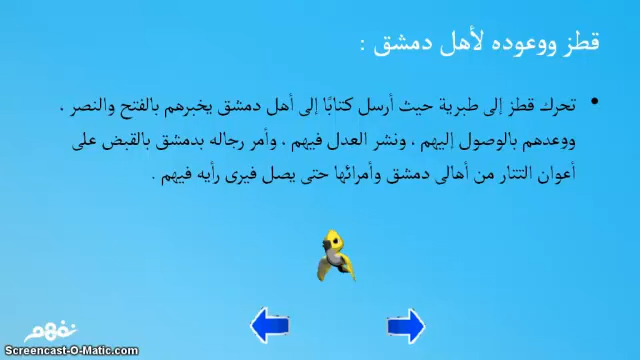 قطز ووعوده لأهل دمشق :
• تحرك قطز إلى طبرية حيث أرسل كتابًا إلى أهل دمشق يخبرهم بالفتح والنصر ،
ووعدهم بالوصول إليهم ، ونشر العدل فيهم ، وأمر رجاله بدمشق بالقبض على
أعوان التتار من أهالى دمشق وأمرائها حتى يصل فيرى رأيه فيهم .
نفهم
Screencast-O-Matic.com